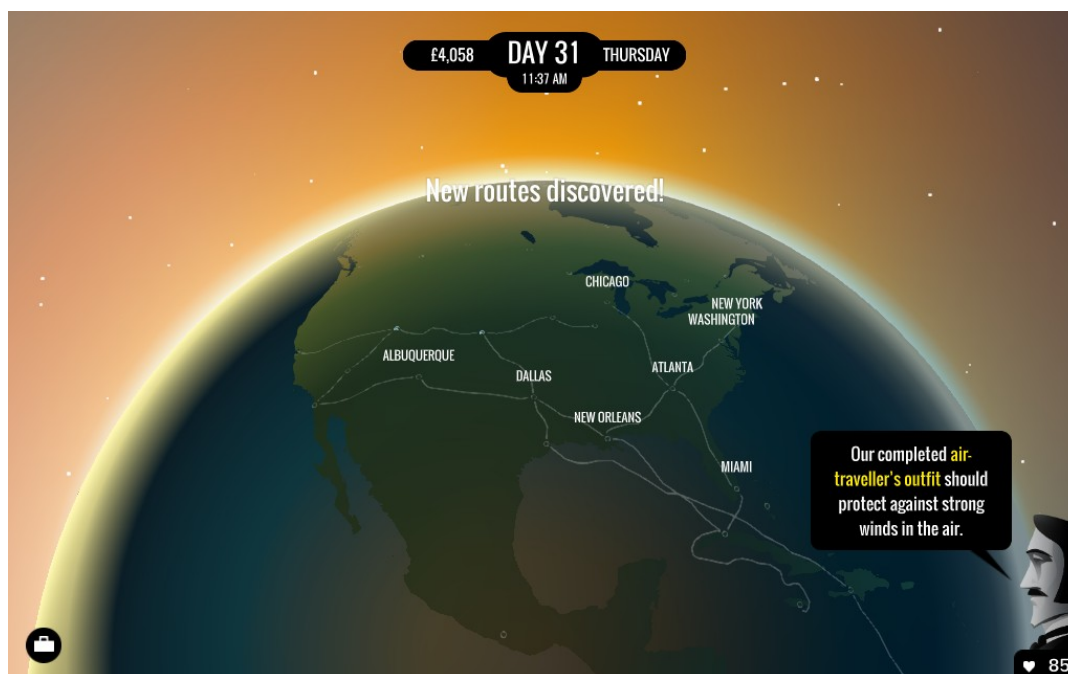 £4,058
DAY 31
THURSDAY
11:37 AM
New routes discovered!
CHICAGO
NEW YORK
WASHINGTON
ALBUQUERQUE
ATLANTA
DALLAS
NEW ORLEANS
MIAMI
Our completed air-
traveller's outfit should
protect against strong
winds in the air.
85